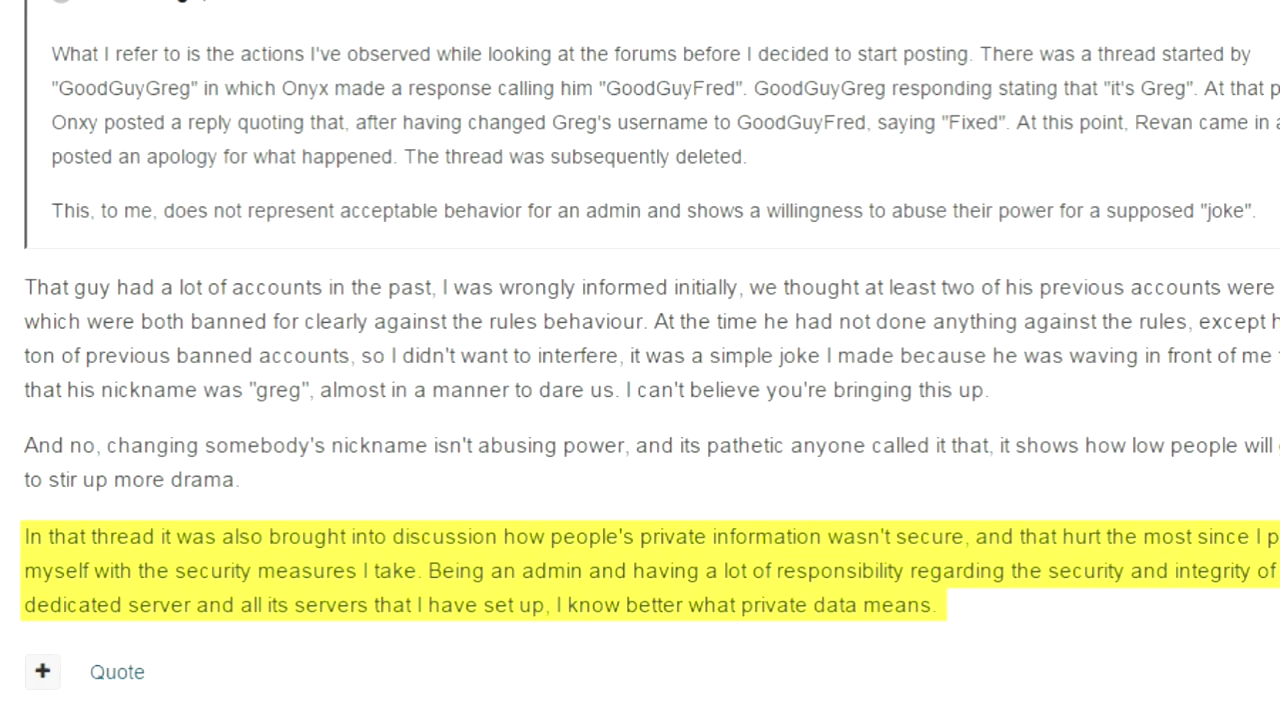 What I refer to is the actions I've observed while looking at the forums before I decided to start posting. There was a thread started by
"GoodGuyGreg" in which Onyx made a response calling him "GoodGuyFred". GoodGuyGreg responding stating that "it's Greg". At that
Onxy posted a reply quoting that, after having changed Greg's username to GoodGuyFred, saying "Fixed". At this point, Revan came in
posted an apology for what happened. The thread was subsequently deleted.
This, to me, does not represent acceptable behavior for an admin and shows a willingness to abuse their power for a supposed "joke".
That guy had a lot of accounts in the past, I was wrongly informed initially, we thought at least two of his previous accounts were
which were both banned for clearly against the rules behaviour. At the time he had not done anything against the rules, except
ton of previous banned accounts, so I didn't want to interfere, it was a simple joke I made because he was waving in front of me
that his nickname was "greg", almost in a manner to dare us. I can't believe you're bringing this up.
And no, changing somebody's nickname isn't abusing power, and its pathetic anyone called it that, it shows how low people will
to stir up more drama.
In that thread it was also brought into discussion how people's private information wasn't secure, and that hurt the most since I
myself with the security measures I take. Being an admin and having a lot of responsibility regarding the security and integrity of
dedicated server and all its servers that I have set up, I know better what private data means.
+ Quote